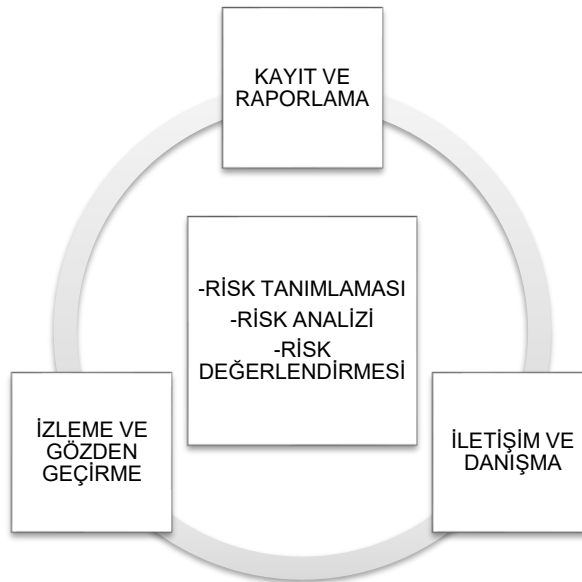 KAYIT VE
RAPORLAMA
-RİSK TANIMLAMASI
-RİSK ANALİZİ
-RİSK
DEĞERLENDİRMESİ
İZLEME VE
GÖZDEN
GEÇİRME
İLETİŞİM VE
DANIŞMA